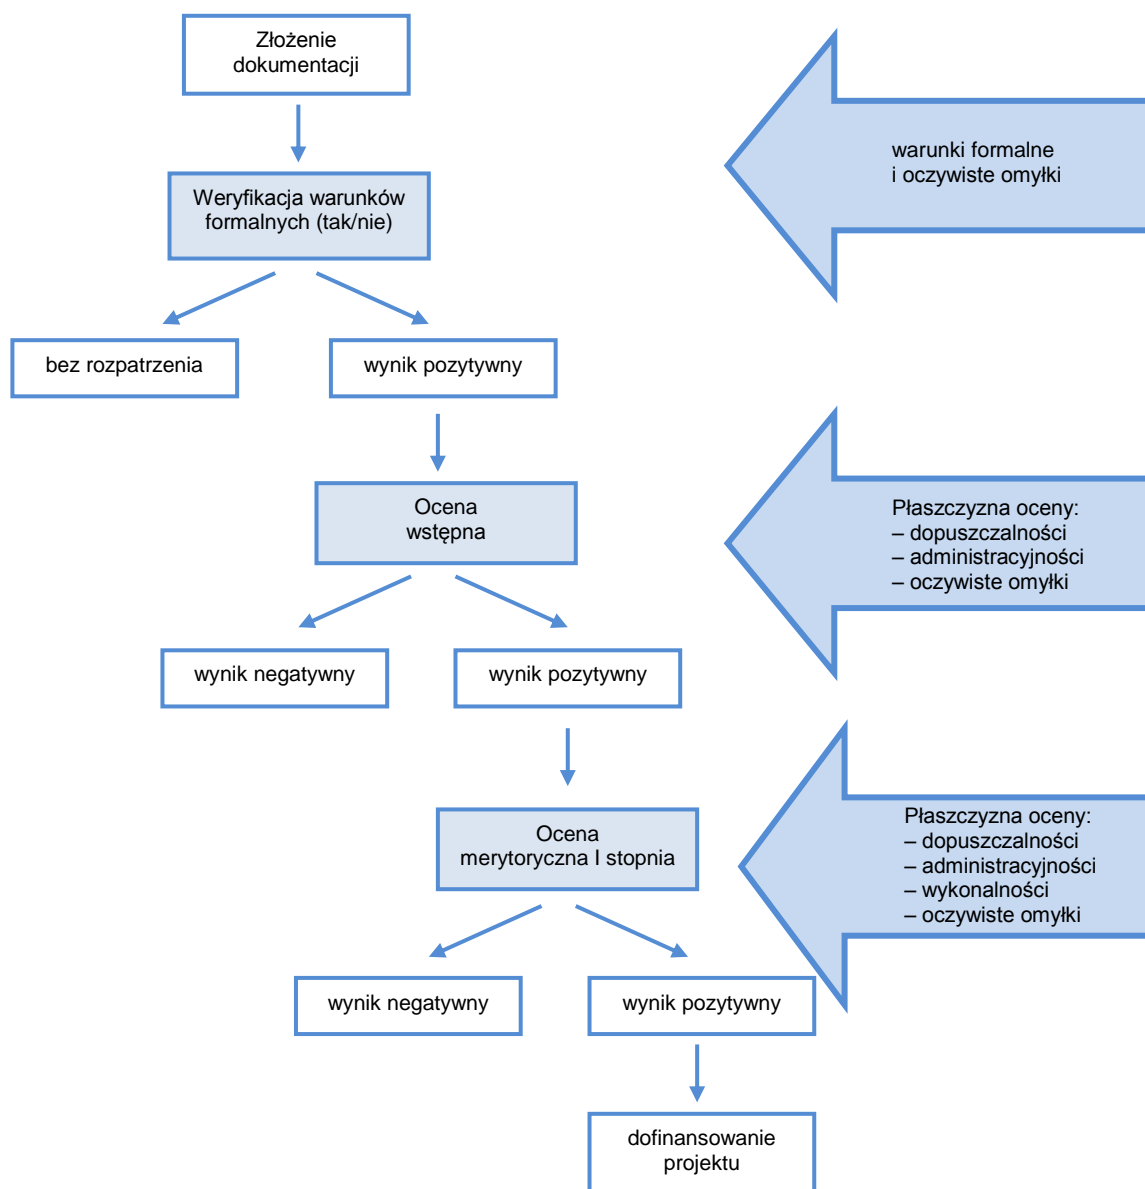 Złożenie
dokumentacji
warunki formalne
i oczywiste omyłki
Weryfikacja warunków
formalnych (tak/nie)
bez rozpatrzenia
wynik pozytywny
Ocena
wstępna
Płaszczyzna oceny:
– dopuszczalności
– administracyjności
– oczywiste omyłki
wynik negatywny
wynik pozytywny
Ocena
merytoryczna I stopnia
Płaszczyzna oceny:
– dopuszczalności
– administracyjności
– wykonalności
– oczywiste omyłki
wynik negatywny
wynik pozytywny
dofinansowanie
projektu